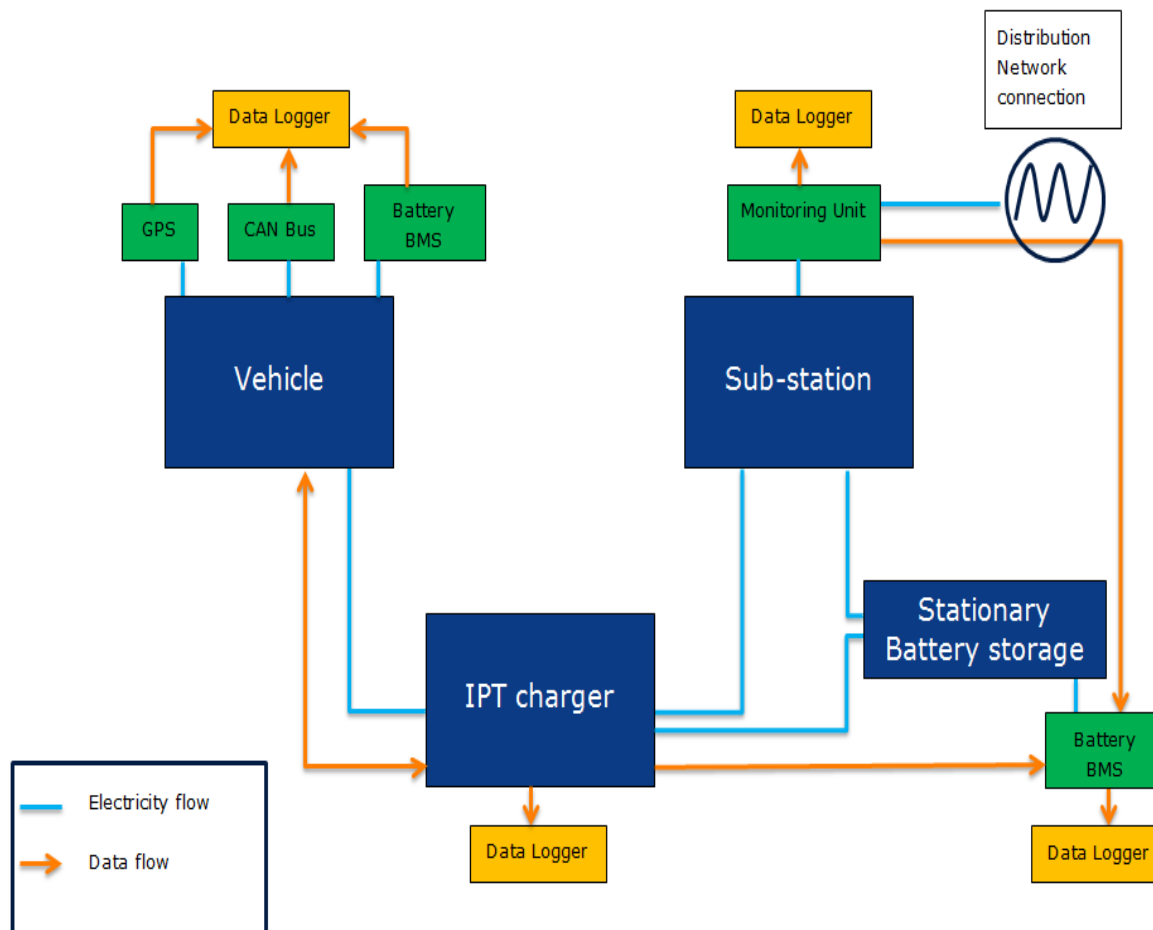 Distribution
Network
connection
Data Logger
Data Logger
GPS
CAN Bus
Battery
BMS
Monitoring Unit
Vehicle
Sub-station
Stationary
Battery storage
IPT charger
Battery
BMS
Electricity flow
Data flow
Data Logger
Data Logger